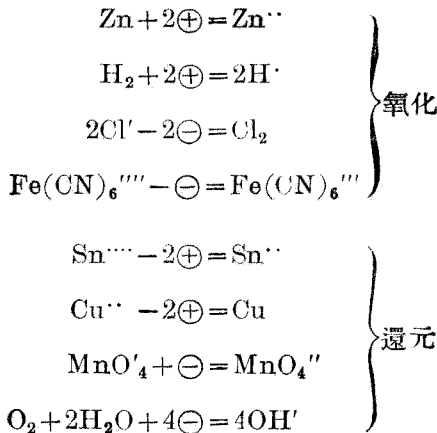 Zn+2⊕=Zn··
H₂+2⊕=2H·
2Cl′−2⊖=Cl₂
Fe(CN)₆′′′′−⊖=Fe(CN)₆′′′
氧化
Sn····−2⊕=Sn··
Cu··−2⊕=Cu
MnO′₄+⊖=MnO₄′′
O₂+2H₂O+4⊖=4OH′
還元